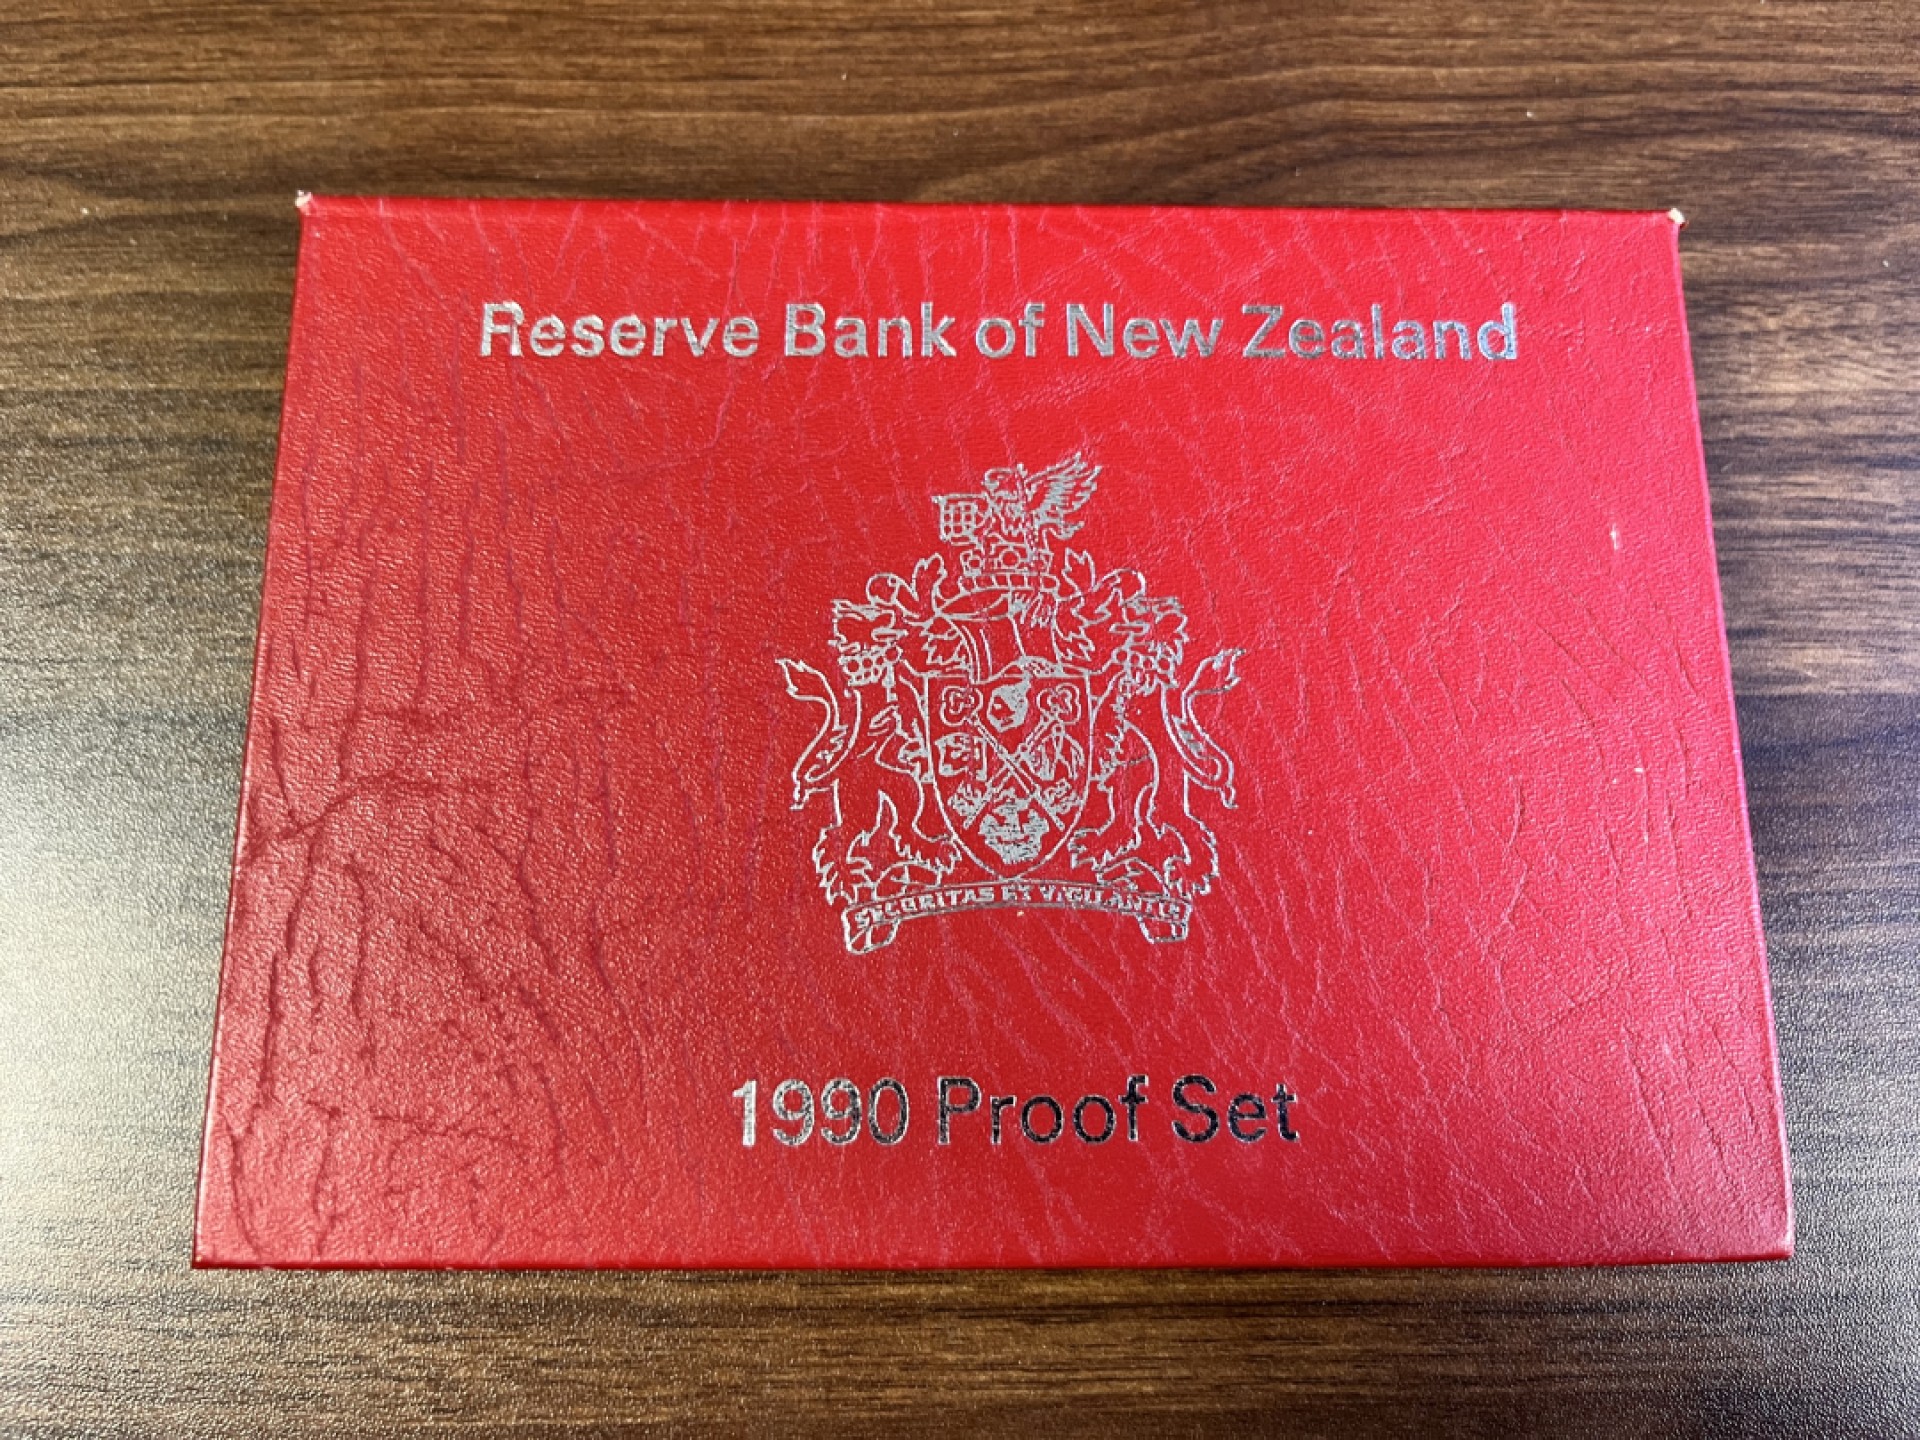 Reserve Bank of New Zealand
SECURITAS ET VIGILANTIA
1990 Proof Set